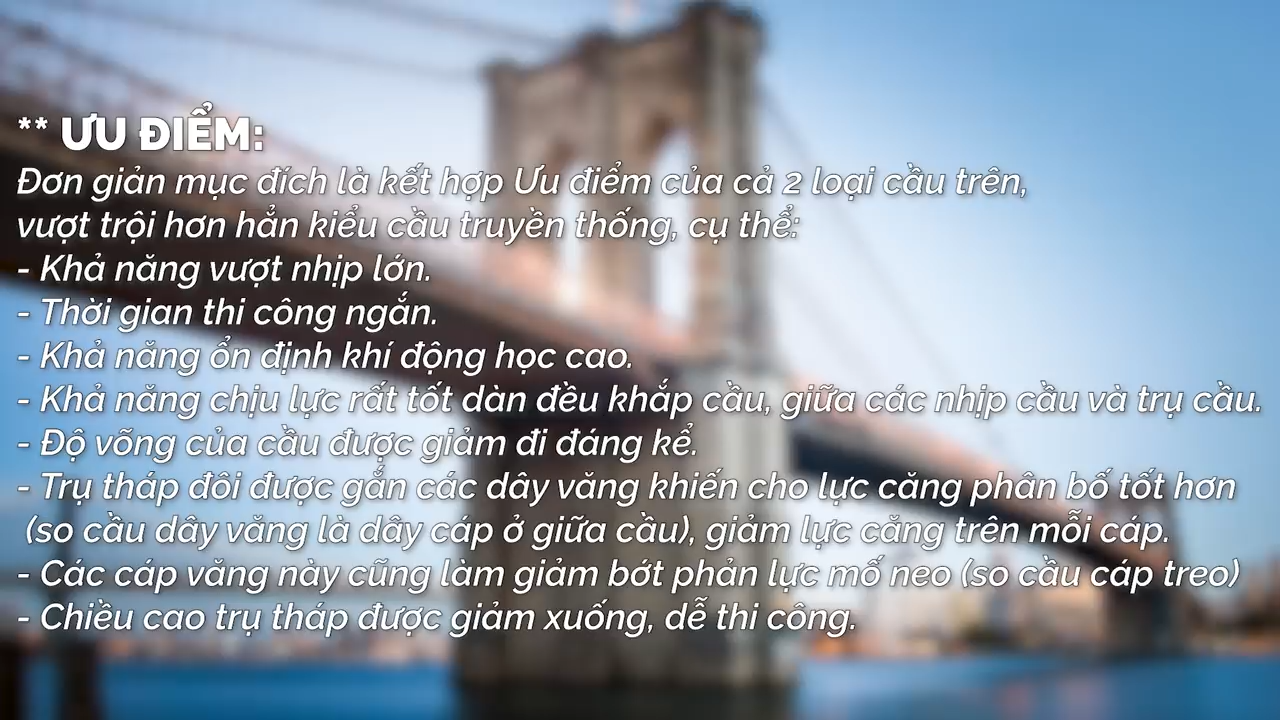 ** ƯU ĐIỂM:
Đơn giản mục đích là kết hợp Ưu điểm của cả 2 loại cầu trên,
vượt trội hơn hẳn kiểu cầu truyền thống, cụ thể:
- Khả năng vượt nhịp lớn.
- Thời gian thi công ngắn.
- Khả năng ổn định khí động học cao.
- Khả năng chịu lực rất tốt dàn đều khắp cầu, giữa các nhịp cầu và trụ cầu.
- Độ võng của cầu được giảm đi đáng kể.
- Trụ tháp đôi được gắn các dây văng khiến cho lực căng phân bố tốt hơn
(so cầu dây văng là dây cáp ở giữa cầu), giảm lực căng trên mỗi cáp.
- Các cáp văng này cũng làm giảm bớt phản lực mố neo (so cầu cáp treo)
- Chiều cao trụ tháp được giảm xuống, dễ thi công.